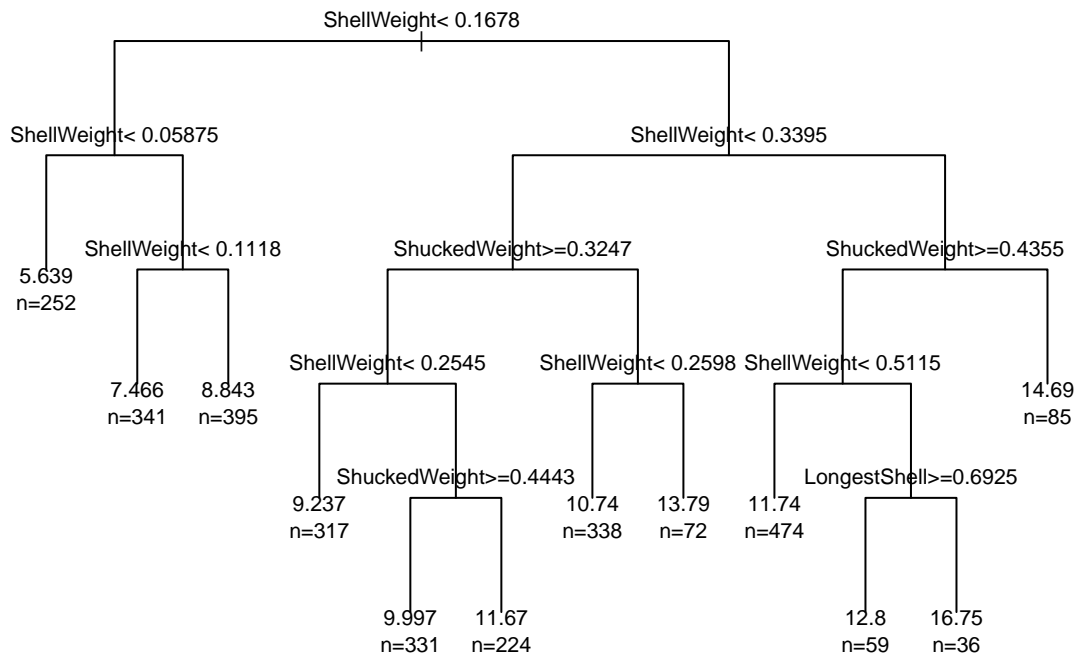 ShellWeight< 0.1678
ShellWeight< 0.05875
ShellWeight< 0.3395
ShellWeight< 0.1118
ShuckedWeight>=0.3247
ShuckedWeight>=0.4355
5.639
n=252
ShellWeight< 0.2545
ShellWeight< 0.2598
ShellWeight< 0.5115
7.466
n=341
8.843
n=395
14.69
n=85
ShuckedWeight>=0.4443
LongestShell>=0.6925
9.237
n=317
10.74
n=338
13.79
n=72
11.74
n=474
9.997
n=331
11.67
n=224
12.8
n=59
16.75
n=36